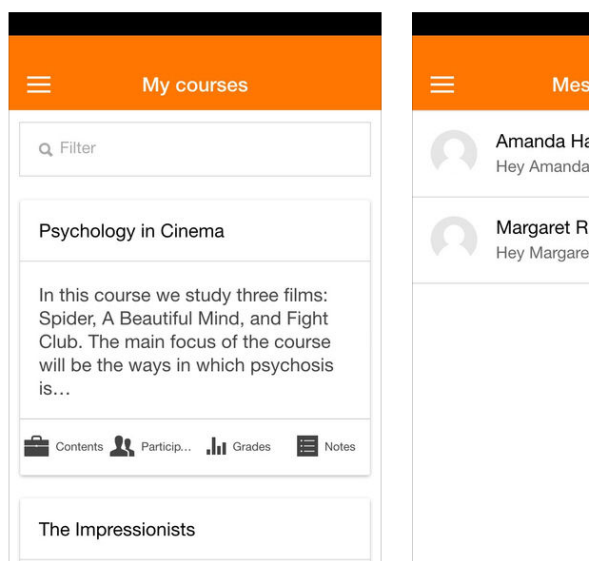 My courses
Filter
Psychology in Cinema
In this course we study three films:
Spider, A Beautiful Mind, and Fight
Club. The main focus of the course
will be the ways in which psychosis
is...
Contents Particip... Grades Notes
The Impressionists
Mes
Amanda Ha
Hey Amanda
Margaret R
Hey Margare